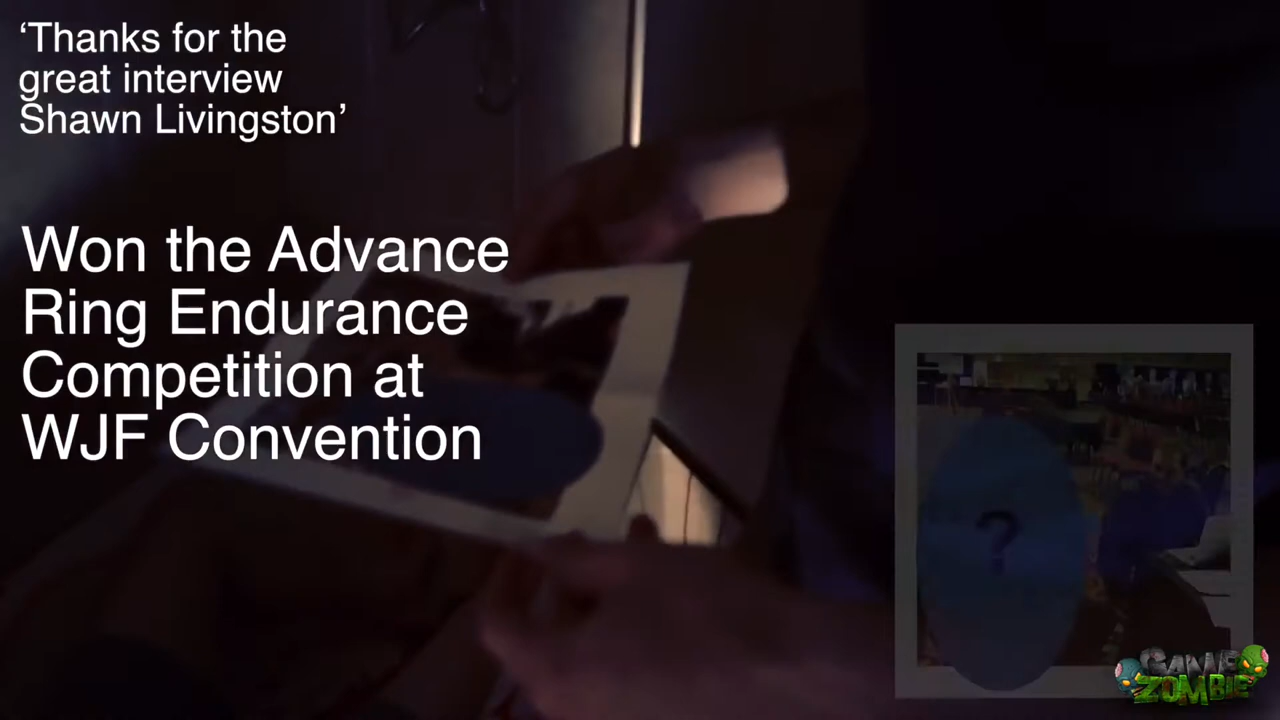 ‘Thanks for the
great interview
Shawn Livingston’
Won the Advance
Ring Endurance
Competition at
WJF Convention
?
GAME
ZOMBIE